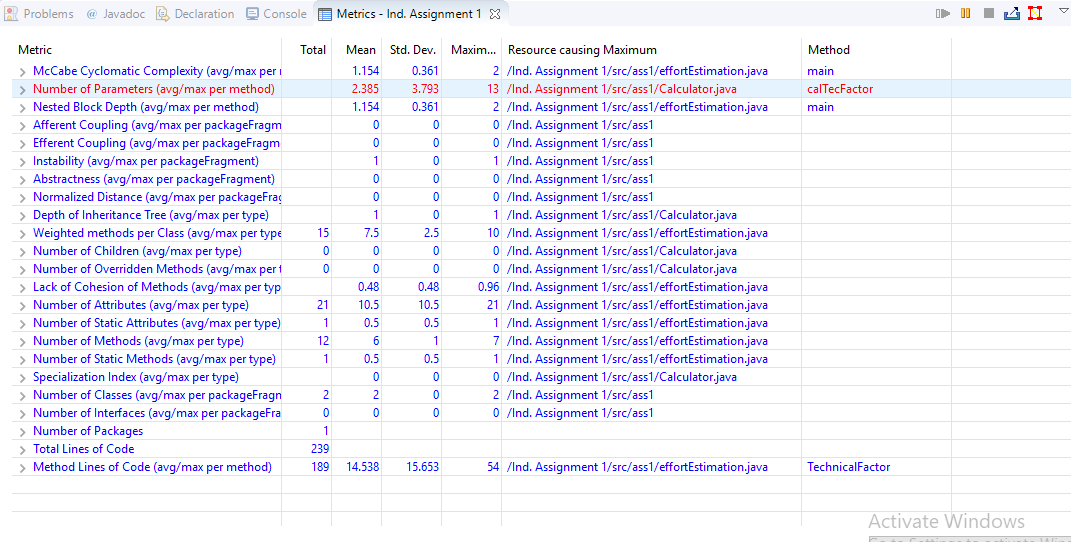 Problems @ Javadoc Declaration Console Metrics - Ind. Assignment 1
Metric Total Mean Std. Dev. Maxim... Resource causing Maximum Method
McCabe Cyclomatic Complexity (avg/max per 1.154 0.361 2 /Ind. Assignment 1/src/ass1/effortEstimation.java main
Number of Parameters (avg/max per method) 2.385 3.793 13 /Ind. Assignment 1/src/ass1/Calculator.java calTecFactor
Nested Block Depth (avg/max per method) 1.154 0.361 2 /Ind. Assignment 1/src/ass1/effortEstimation.java main
Afferent Coupling (avg/max per packageFragm 0 0 0 /Ind. Assignment 1/src/ass1
Efferent Coupling (avg/max per packageFragm 0 0 0 /Ind. Assignment 1/src/ass1
Instability (avg/max per packageFragment) 1 0 1 /Ind. Assignment 1/src/ass1
Abstractness (avg/max per packageFragment) 0 0 0 /Ind. Assignment 1/src/ass1
Normalized Distance (avg/max per packageFrag 0 0 0 /Ind. Assignment 1/src/ass1
Depth of Inheritance Tree (avg/max per type) 1 0 1 /Ind. Assignment 1/src/ass1/Calculator.java
Weighted methods per Class (avg/max per type 15 7.5 2.5 10 /Ind. Assignment 1/src/ass1/effortEstimation.java
Number of Children (avg/max per type) 0 0 0 0 /Ind. Assignment 1/src/ass1/Calculator.java
Number of Overridden Methods (avg/max per t 0 0 0 0 /Ind. Assignment 1/src/ass1/Calculator.java
Lack of Cohesion of Methods (avg/max per typ 0.48 0.48 0.96 /Ind. Assignment 1/src/ass1/effortEstimation.java
Number of Attributes (avg/max per type) 21 10.5 10.5 21 /Ind. Assignment 1/src/ass1/effortEstimation.java
Number of Static Attributes (avg/max per type) 1 0.5 0.5 1 /Ind. Assignment 1/src/ass1/effortEstimation.java
Number of Methods (avg/max per type) 12 6 1 7 /Ind. Assignment 1/src/ass1/effortEstimation.java
Number of Static Methods (avg/max per type) 1 0.5 0.5 1 /Ind. Assignment 1/src/ass1/effortEstimation.java
Specialization Index (avg/max per type) 0 0 0 /Ind. Assignment 1/src/ass1/Calculator.java
Number of Classes (avg/max per packageFragn 2 2 0 2 /Ind. Assignment 1/src/ass1
Number of Interfaces (avg/max per packageFra 0 0 0 0 /Ind. Assignment 1/src/ass1
Number of Packages 1
Total Lines of Code 239
Method Lines of Code (avg/max per method) 189 14.538 15.653 54 /Ind. Assignment 1/src/ass1/effortEstimation.java TechnicalFactor
Activate Windows